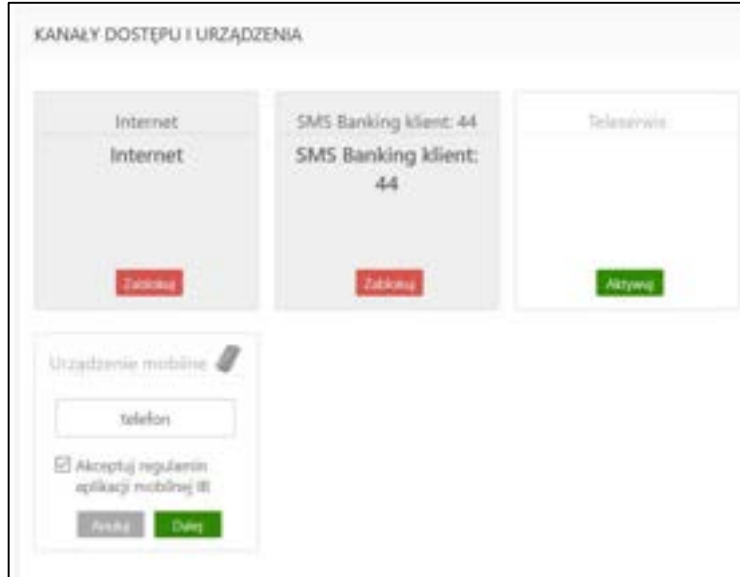 KANAŁY DOSTĘPU I URZĄDZENIA
Internet
Internet
Zablokuj
SMS Banking klient: 44
SMS Banking klient:
44
Zablokuj
Teleserwis
Aktywuj
Urządzenie mobilne
telefon
Akceptuj regulamin
aplikacji mobilnej IB
Anuluj
Dalej